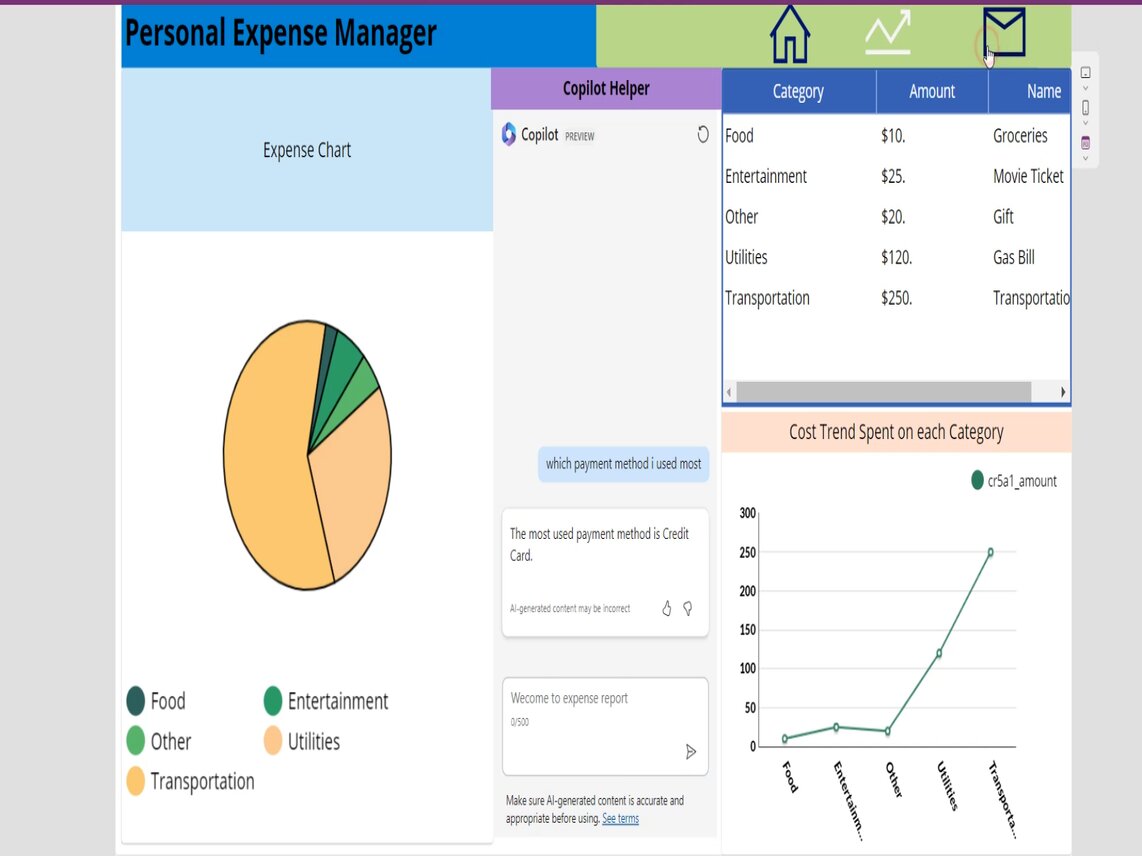 Personal Expense Manager
Expense Chart
Food
Entertainment
Other
Utilities
Transportation
Copilot Helper
Copilot PREVIEW
which payment method i used most
The most used payment method is Credit
Card.
AI-generated content may be incorrect
Wecome to expense report
0/500
Make sure AI-generated content is accurate and
appropriate before using. See terms
Category Amount Name
Food $10. Groceries
Entertainment $25. Movie Ticket
Other $20. Gift
Utilities $120. Gas Bill
Transportation $250. Transportatio
Cost Trend Spent on each Category
cr5a1_amount
300
250
200
150
100
50
0
Food
Entertainm...
Other
Utilities
Transporta...